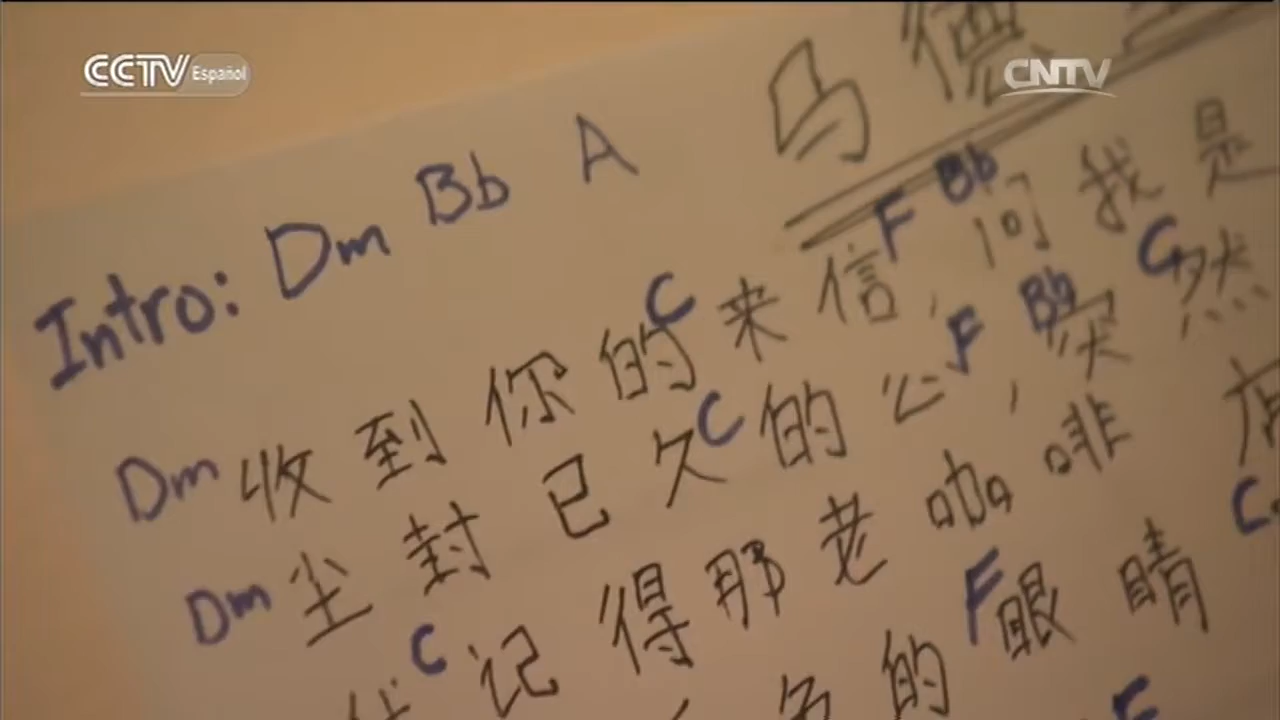 CCTV Español
CNTV
马德
Intro: Dm Bb A
C F Bb
Dm 收到你的来信,问我是
C F Bb C
Dm 尘封已久的心,突然
C F C
记得那老咖啡店
色的眼睛
F